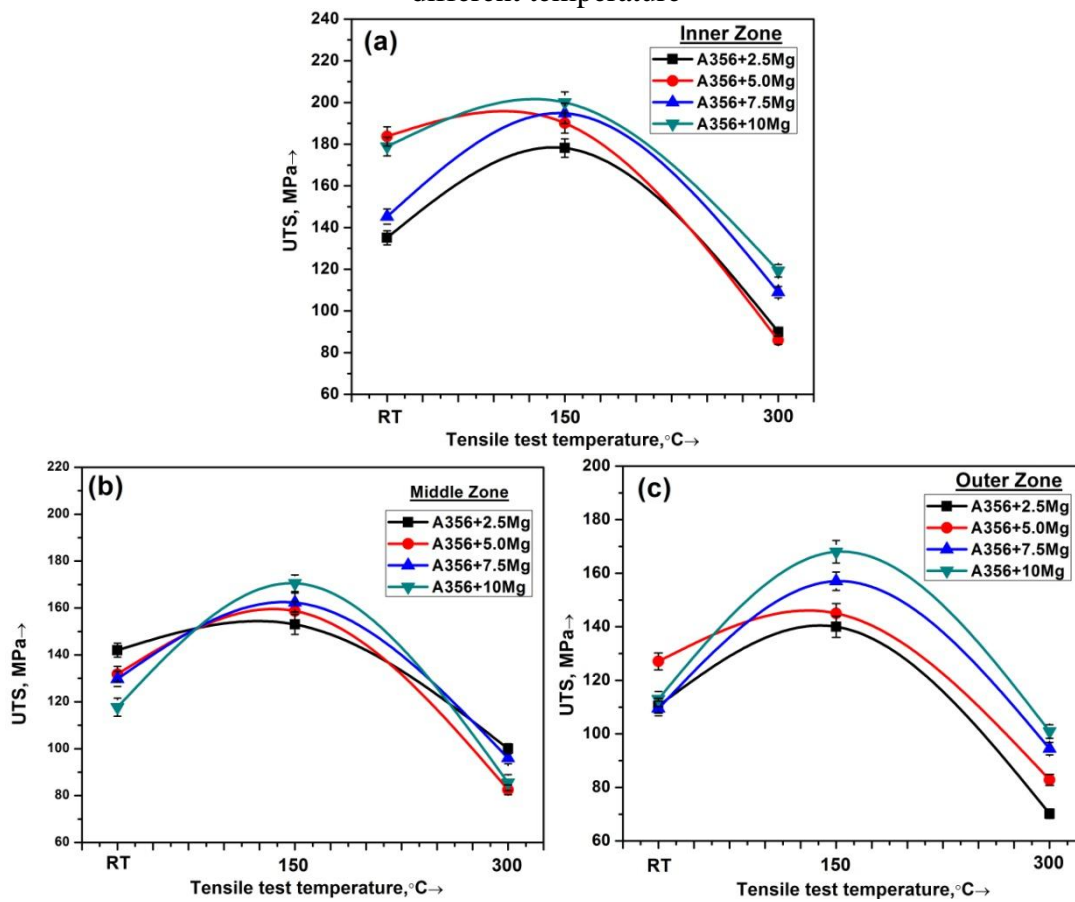 different temperature
(a)
Inner Zone
A356+2.5Mg
A356+5.0Mg
A356+7.5Mg
A356+10Mg
240
220
200
180
160
140
120
100
80
60
UTS, MPa→
RT 150 300
Tensile test temperature,°C→
(b)
Middle Zone
A356+2.5Mg
A356+5.0Mg
A356+7.5Mg
A356+10Mg
220
200
180
160
140
120
100
80
60
UTS, MPa→
RT 150 300
Tensile test temperature,°C→
(c)
Outer Zone
A356+2.5Mg
A356+5.0Mg
A356+7.5Mg
A356+10Mg
200
180
160
140
120
100
80
60
UTS, MPa→
RT 150 300
Tensile test temperature,°C→